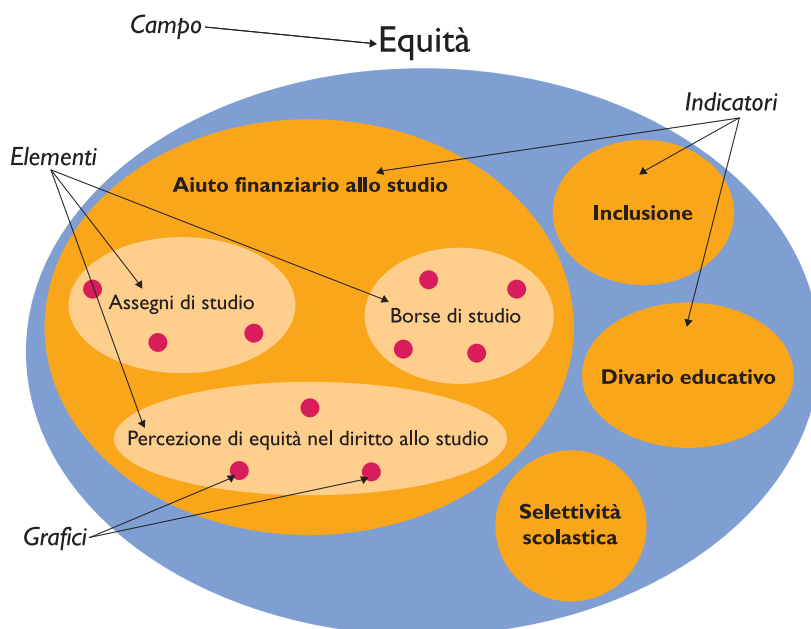 Campo
Equità
Indicatori
Elementi
Aiuto finanziario allo studio
Inclusione
Assegni di studio
Borse di studio
Divario educativo
Percezione di equità nel diritto allo studio
Selettività
scolastica
Grafici